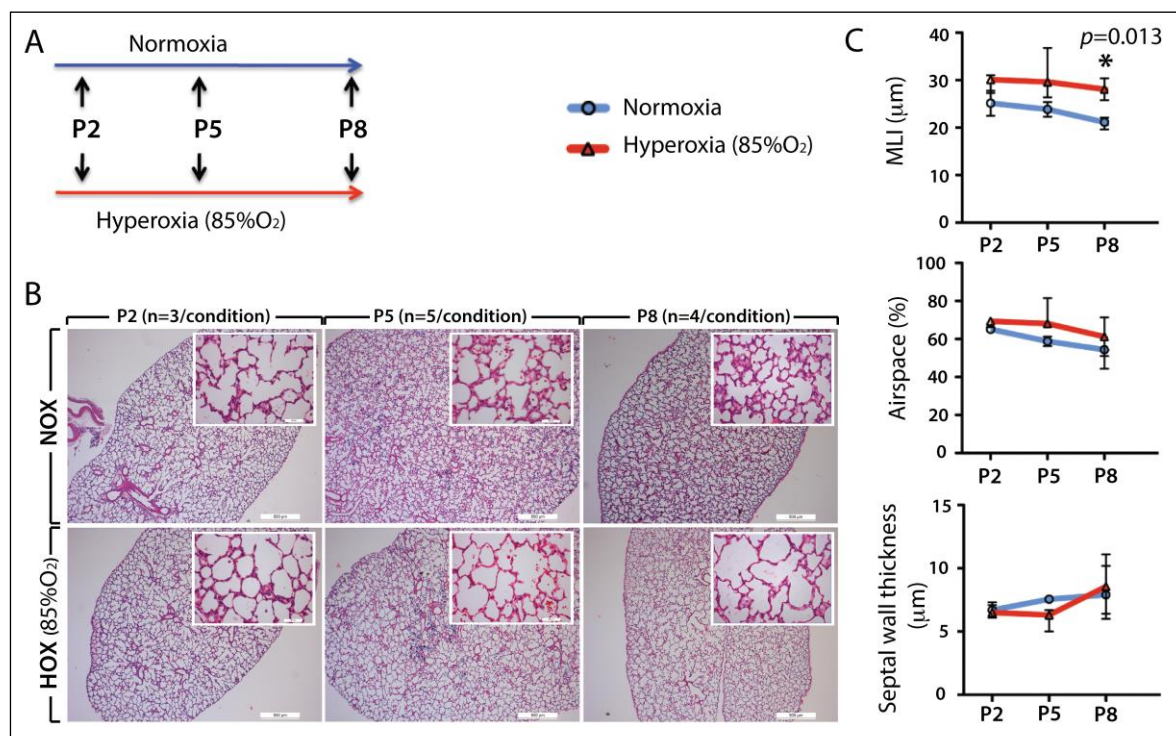 A
Normoxia
P2 P5 P8
Hyperoxia (85%O₂)
Normoxia
Hyperoxia (85%O₂)
B
P2 (n=3/condition) P5 (n=5/condition) P8 (n=4/condition)
NOX
HOX (85%O₂)
C
p=0.013
*
MLI (μm)
40
30
20
10
0
P2 P5 P8
Airspace (%)
100
80
60
40
20
0
P2 P5 P8
Septal wall thickness
(μm)
15
10
5
0
P2 P5 P8